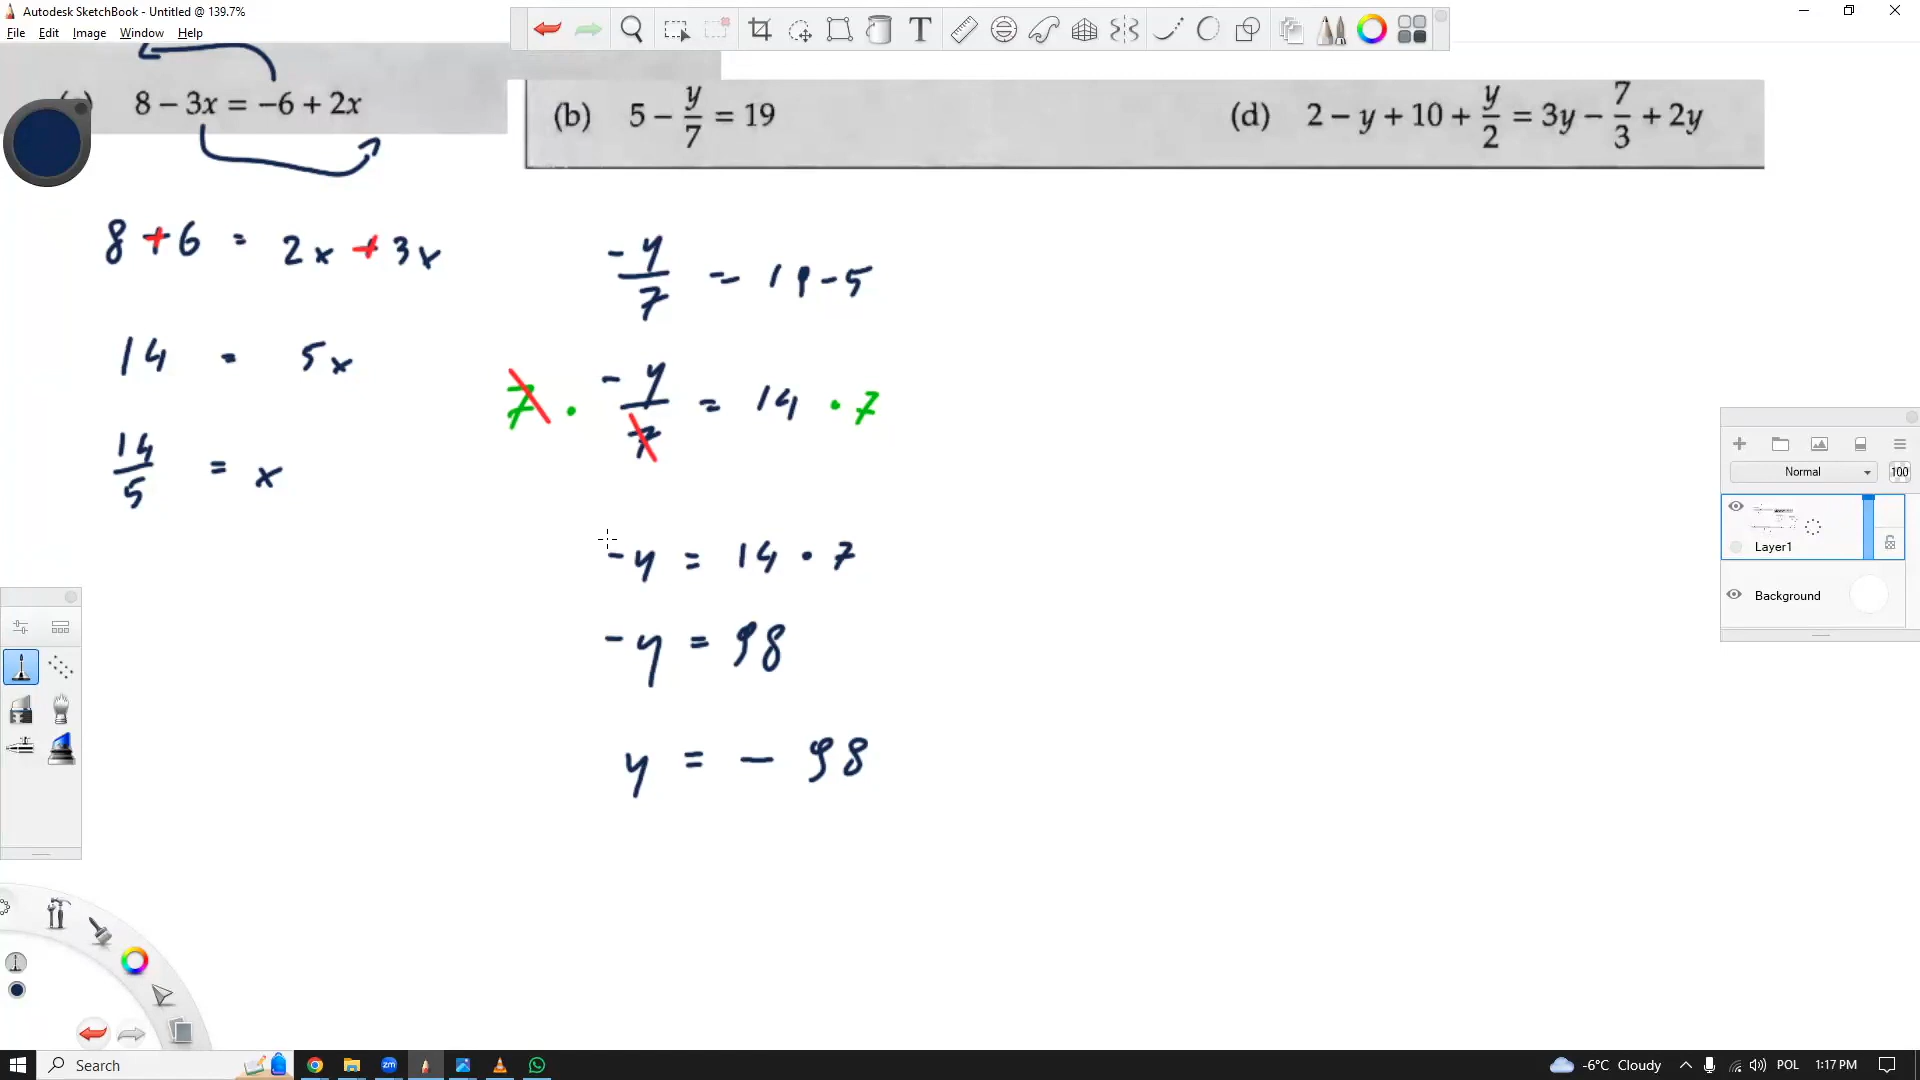 Autodesk SketchBook - Untitled @ 139.7%
File Edit Image Window Help
8 − 3x = −6 + 2x
(b) 5 − y/7 = 19
(d) 2 − y + 10 + y/2 = 3y − 7/3 + 2y
8 + 6 = 2x + 3x
14 = 5x
14/5 = x
-y/7 = 19 - 5
7 · -y/7 = 14 · 7
-y = 14 · 7
-y = 98
y = - 98
Normal 100
Layer1
Background
Search
zm
-6°C Cloudy
POL
1:17 PM